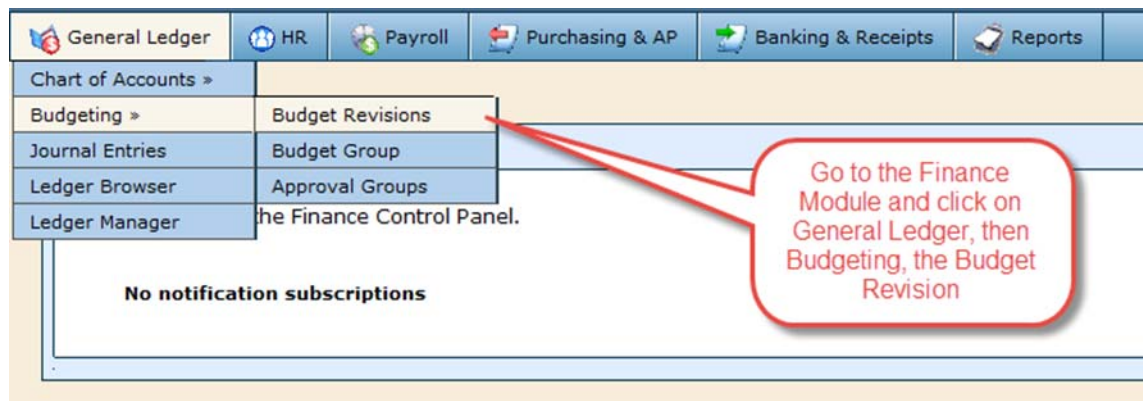 General Ledger HR Payroll Purchasing & AP Banking & Receipts Reports
Chart of Accounts »
Budgeting » Budget Revisions
Journal Entries Budget Group
Ledger Browser Approval Groups
Ledger Manager the Finance Control Panel.
No notification subscriptions
Go to the Finance
Module and click on
General Ledger, then
Budgeting, the Budget
Revision